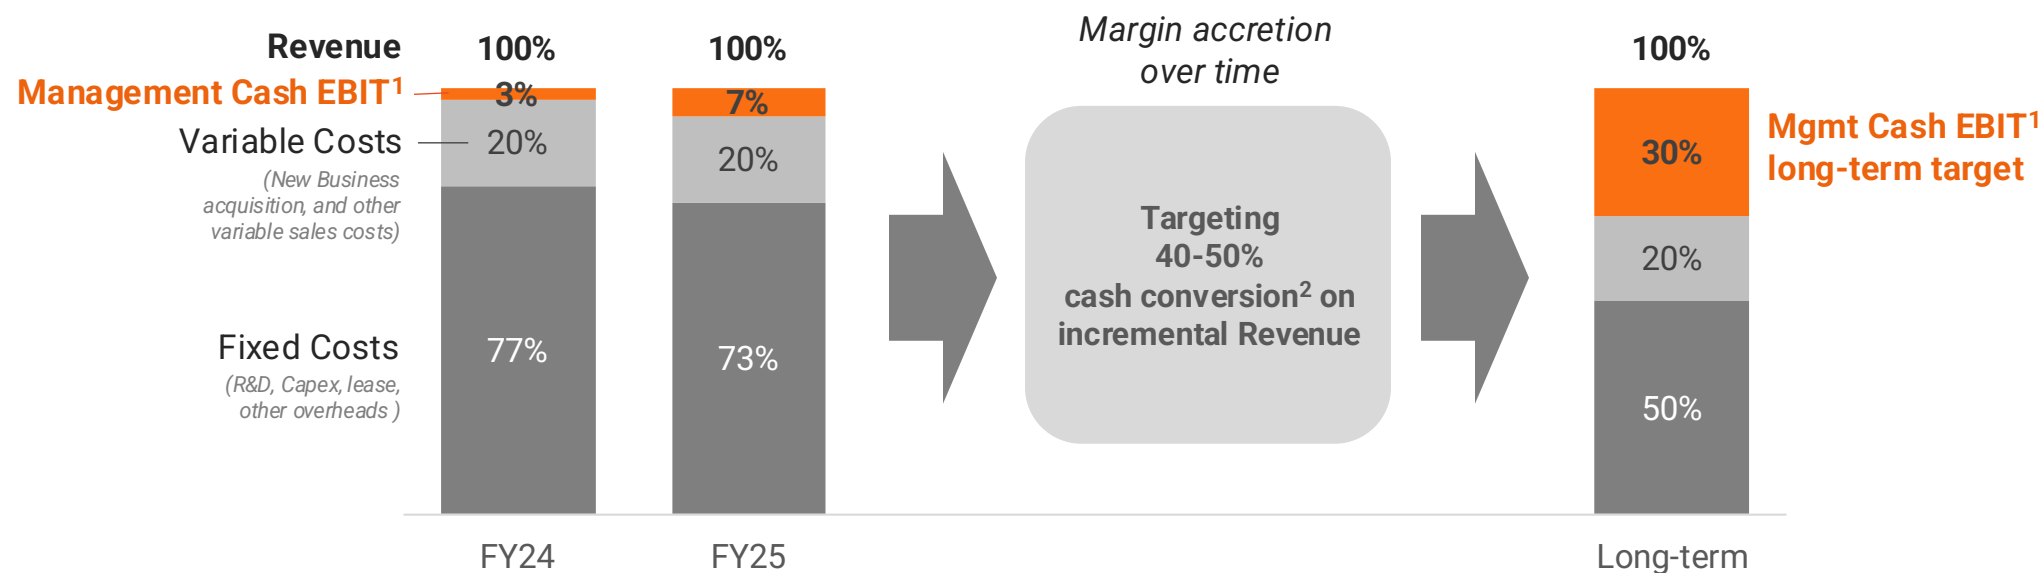 Revenue
Management Cash EBIT¹
Variable Costs
(New Business
acquisition, and other
variable sales costs)
Fixed Costs
(R&D, Capex, lease,
other overheads )
100%
3%
20%
77%
FY24
100%
7%
20%
73%
FY25
Margin accretion
over time
Targeting
40-50%
cash conversion² on
incremental Revenue
100%
30%
20%
50%
Long-term
Mgmt Cash EBIT¹
long-term target